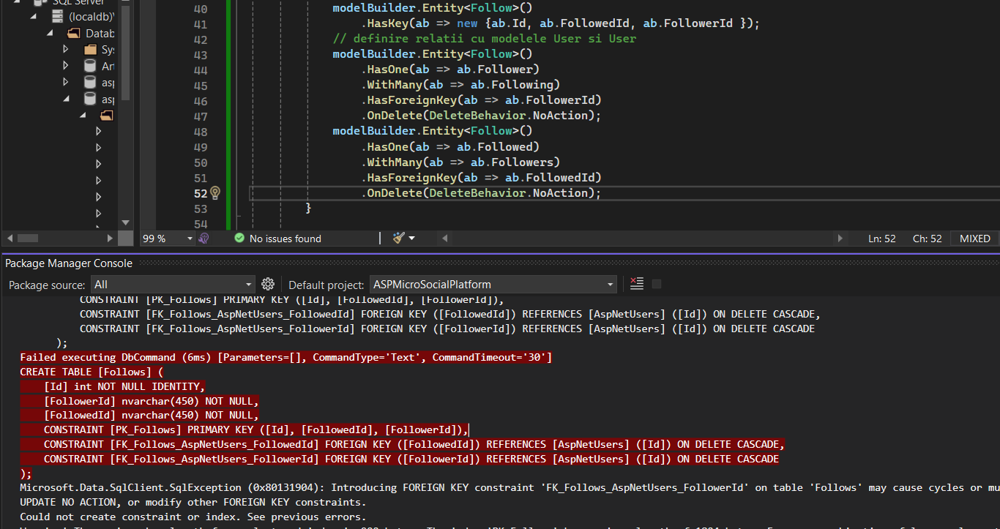 SQL Server
(localdb)\
Datab
Sys
Art
asp
asp
40 modelBuilder.Entity<Follow>()
41 .HasKey(ab => new {ab.Id, ab.FollowedId, ab.FollowerId });
42 // definire relatii cu modelele User si User
43 modelBuilder.Entity<Follow>()
44 .HasOne(ab => ab.Follower)
45 .WithMany(ab => ab.Following)
46 .HasForeignKey(ab => ab.FollowerId)
47 .OnDelete(DeleteBehavior.NoAction);
48 modelBuilder.Entity<Follow>()
49 .HasOne(ab => ab.Followed)
50 .WithMany(ab => ab.Followers)
51 .HasForeignKey(ab => ab.FollowedId)
52 .OnDelete(DeleteBehavior.NoAction);
53 }
54
99 % No issues found Ln: 52 Ch: 52 MIXED
Package Manager Console
Package source: All Default project: ASPMicroSocialPlatform
CONSTRAINT [PK_Follows] PRIMARY KEY ([Id], [FollowedId], [FollowerId]),
CONSTRAINT [FK_Follows_AspNetUsers_FollowedId] FOREIGN KEY ([FollowedId]) REFERENCES [AspNetUsers] ([Id]) ON DELETE CASCADE,
CONSTRAINT [FK_Follows_AspNetUsers_FollowerId] FOREIGN KEY ([FollowerId]) REFERENCES [AspNetUsers] ([Id]) ON DELETE CASCADE
);
Failed executing DbCommand (6ms) [Parameters=[], CommandType='Text', CommandTimeout='30']
CREATE TABLE [Follows] (
[Id] int NOT NULL IDENTITY,
[FollowerId] nvarchar(450) NOT NULL,
[FollowedId] nvarchar(450) NOT NULL,
CONSTRAINT [PK_Follows] PRIMARY KEY ([Id], [FollowedId], [FollowerId]),
CONSTRAINT [FK_Follows_AspNetUsers_FollowedId] FOREIGN KEY ([FollowedId]) REFERENCES [AspNetUsers] ([Id]) ON DELETE CASCADE,
CONSTRAINT [FK_Follows_AspNetUsers_FollowerId] FOREIGN KEY ([FollowerId]) REFERENCES [AspNetUsers] ([Id]) ON DELETE CASCADE
);
Microsoft.Data.SqlClient.SqlException (0x80131904): Introducing FOREIGN KEY constraint 'FK_Follows_AspNetUsers_FollowerId' on table 'Follows' may cause cycles or mu
UPDATE NO ACTION, or modify other FOREIGN KEY constraints.
Could not create constraint or index. See previous errors.